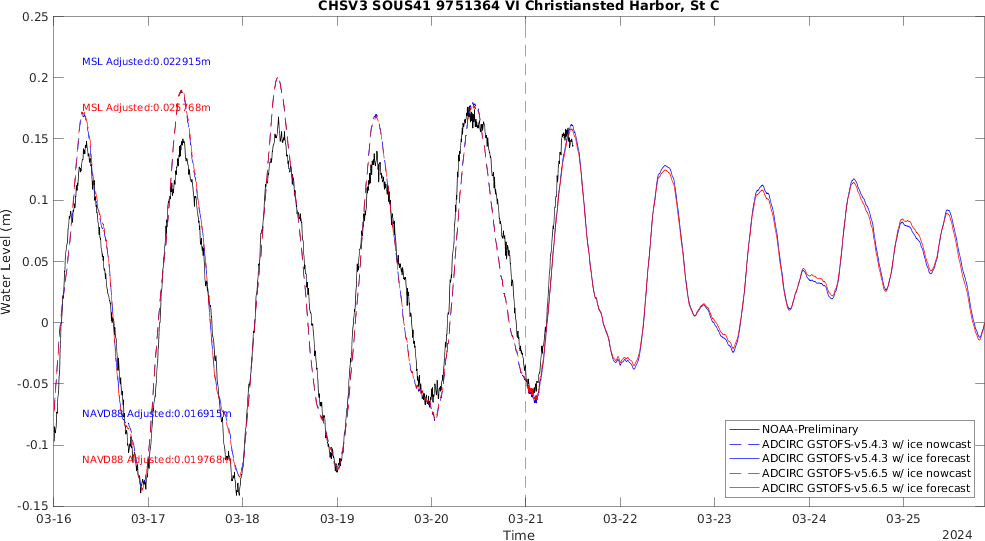 CHSV3 SOUS41 9751364 VI Christiansted Harbor, St C
0.25
0.2
0.15
0.1
0.05
0
-0.05
-0.1
-0.15
Water Level (m)
MSL Adjusted:0.022915m
MSL Adjusted:0.025768m
NAVD88 Adjusted:0.016915m
NAVD88 Adjusted:0.019768m
NOAA-Preliminary
ADCIRC GSTOFS-v5.4.3 w/ ice nowcast
ADCIRC GSTOFS-v5.4.3 w/ ice forecast
ADCIRC GSTOFS-v5.6.5 w/ ice nowcast
ADCIRC GSTOFS-v5.6.5 w/ ice forecast
03-16 03-17 03-18 03-19 03-20 03-21 03-22 03-23 03-24 03-25
Time
2024